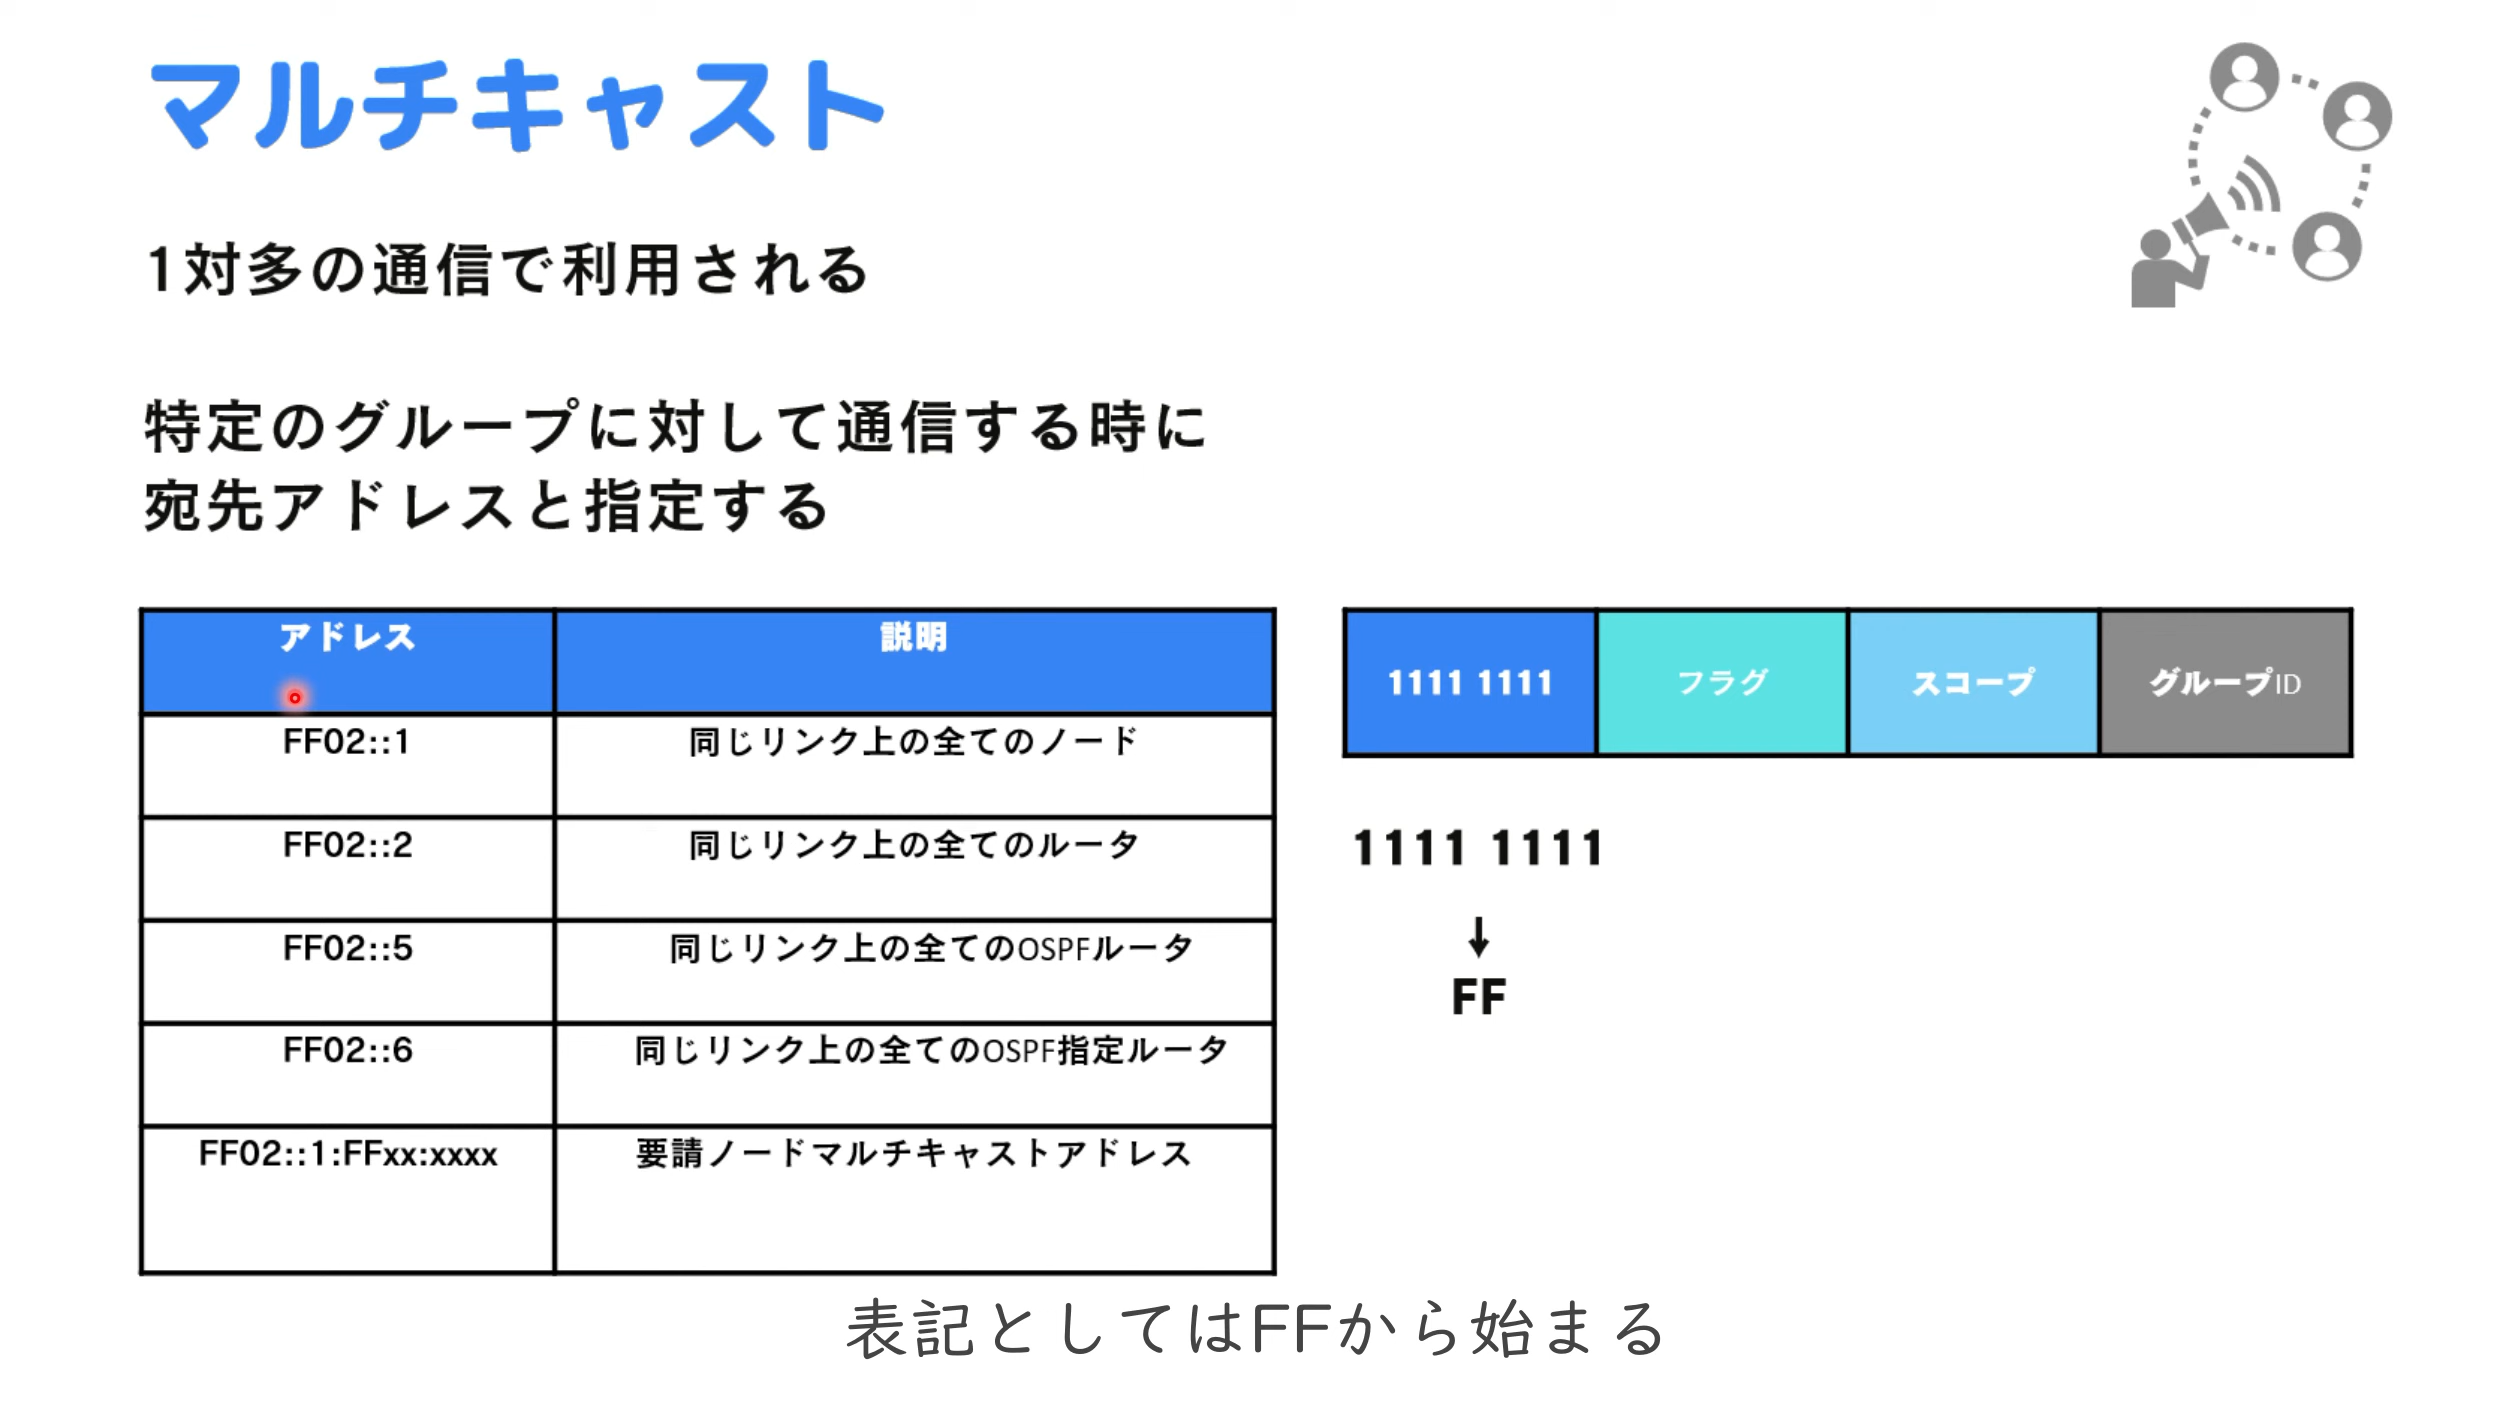 マルチキャスト
1対多の通信で利用される
特定のグループに対して通信する時に
宛先アドレスと指定する
アドレス 説明
FF02::1 同じリンク上の全てのノード
FF02::2 同じリンク上の全てのルータ
FF02::5 同じリンク上の全てのOSPFルータ
FF02::6 同じリンク上の全てのOSPF指定ルータ
FF02::1:FFxx:xxxx 要請ノードマルチキャストアドレス
1111 1111 フラグ スコープ グループID
1111 1111
↓
FF
表記としてはFFから始まる